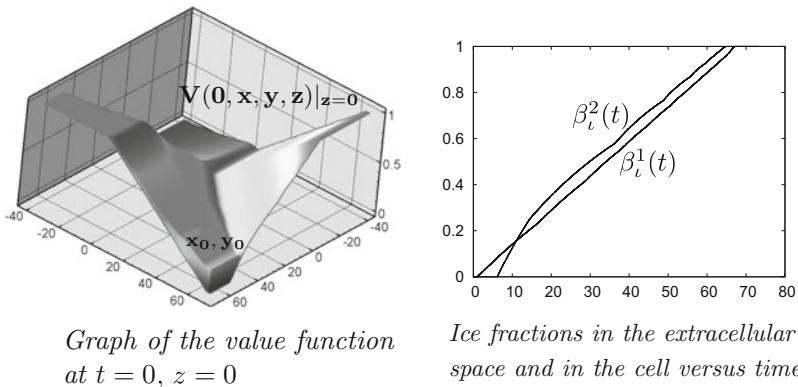 V(0, x, y, z)|z=0
1
0.5
0
x0, y0
-40
-20
0
20
40
60
60
40
20
0
-20
-40
1
0.8
0.6
0.4
0.2
0
0 10 20 30 40 50 60 70 80
β²ι(t)
β¹ι(t)
Graph of the value function
at t = 0, z = 0
Ice fractions in the extracellular
space and in the cell versus time